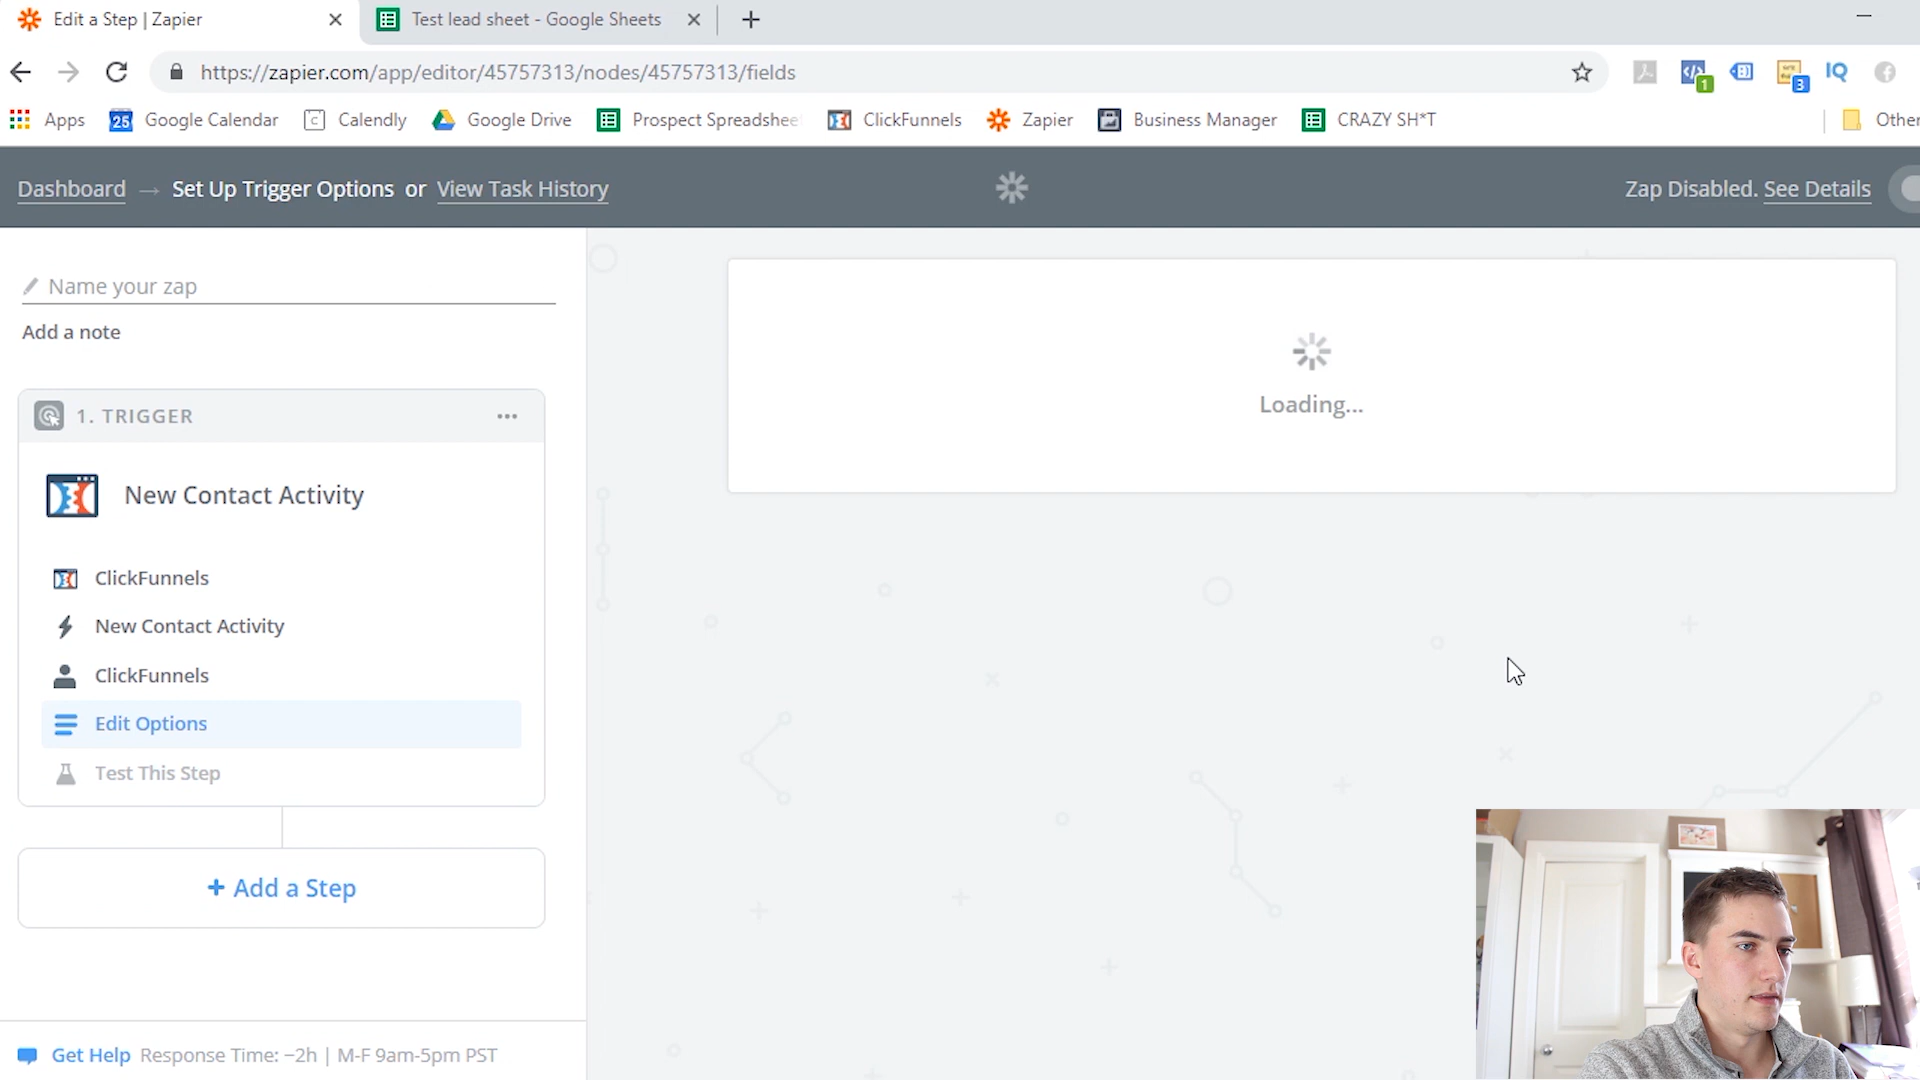 Edit a Step | Zapier
Test lead sheet - Google Sheets
https://zapier.com/app/editor/45757313/nodes/45757313/fields
1
3
IQ
Apps
25
Google Calendar
C
Calendly
Google Drive
Prospect Spreadshee
ClickFunnels
Zapier
Business Manager
CRAZY SH*T
Other
Dashboard → Set Up Trigger Options or View Task History
Zap Disabled. See Details
Name your zap
Add a note
1. TRIGGER
New Contact Activity
ClickFunnels
New Contact Activity
ClickFunnels
Edit Options
Test This Step
+ Add a Step
Loading...
Get Help Response Time: ~2h | M-F 9am-5pm PST